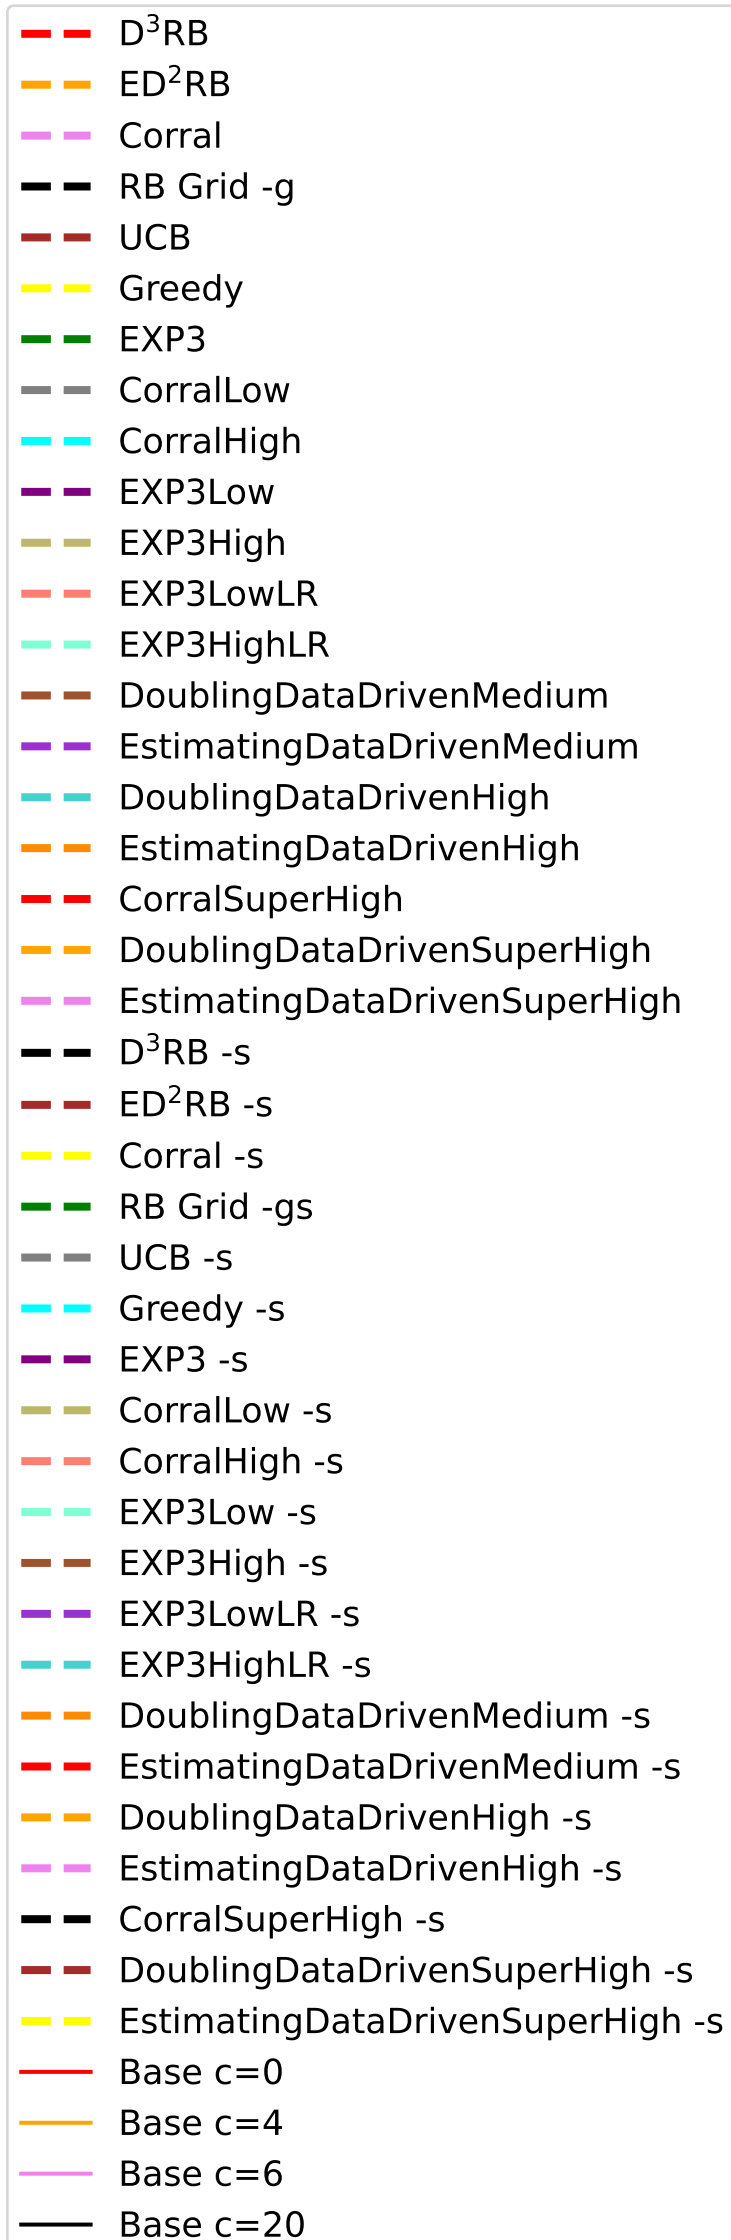 D³RB
ED²RB
Corral
RB Grid -g
UCB
Greedy
EXP3
CorralLow
CorralHigh
EXP3Low
EXP3High
EXP3LowLR
EXP3HighLR
DoublingDataDrivenMedium
EstimatingDataDrivenMedium
DoublingDataDrivenHigh
EstimatingDataDrivenHigh
CorralSuperHigh
DoublingDataDrivenSuperHigh
EstimatingDataDrivenSuperHigh
D³RB -s
ED²RB -s
Corral -s
RB Grid -gs
UCB -s
Greedy -s
EXP3 -s
CorralLow -s
CorralHigh -s
EXP3Low -s
EXP3High -s
EXP3LowLR -s
EXP3HighLR -s
DoublingDataDrivenMedium -s
EstimatingDataDrivenMedium -s
DoublingDataDrivenHigh -s
EstimatingDataDrivenHigh -s
CorralSuperHigh -s
DoublingDataDrivenSuperHigh -s
EstimatingDataDrivenSuperHigh -s
Base c=0
Base c=4
Base c=6
Base c=20